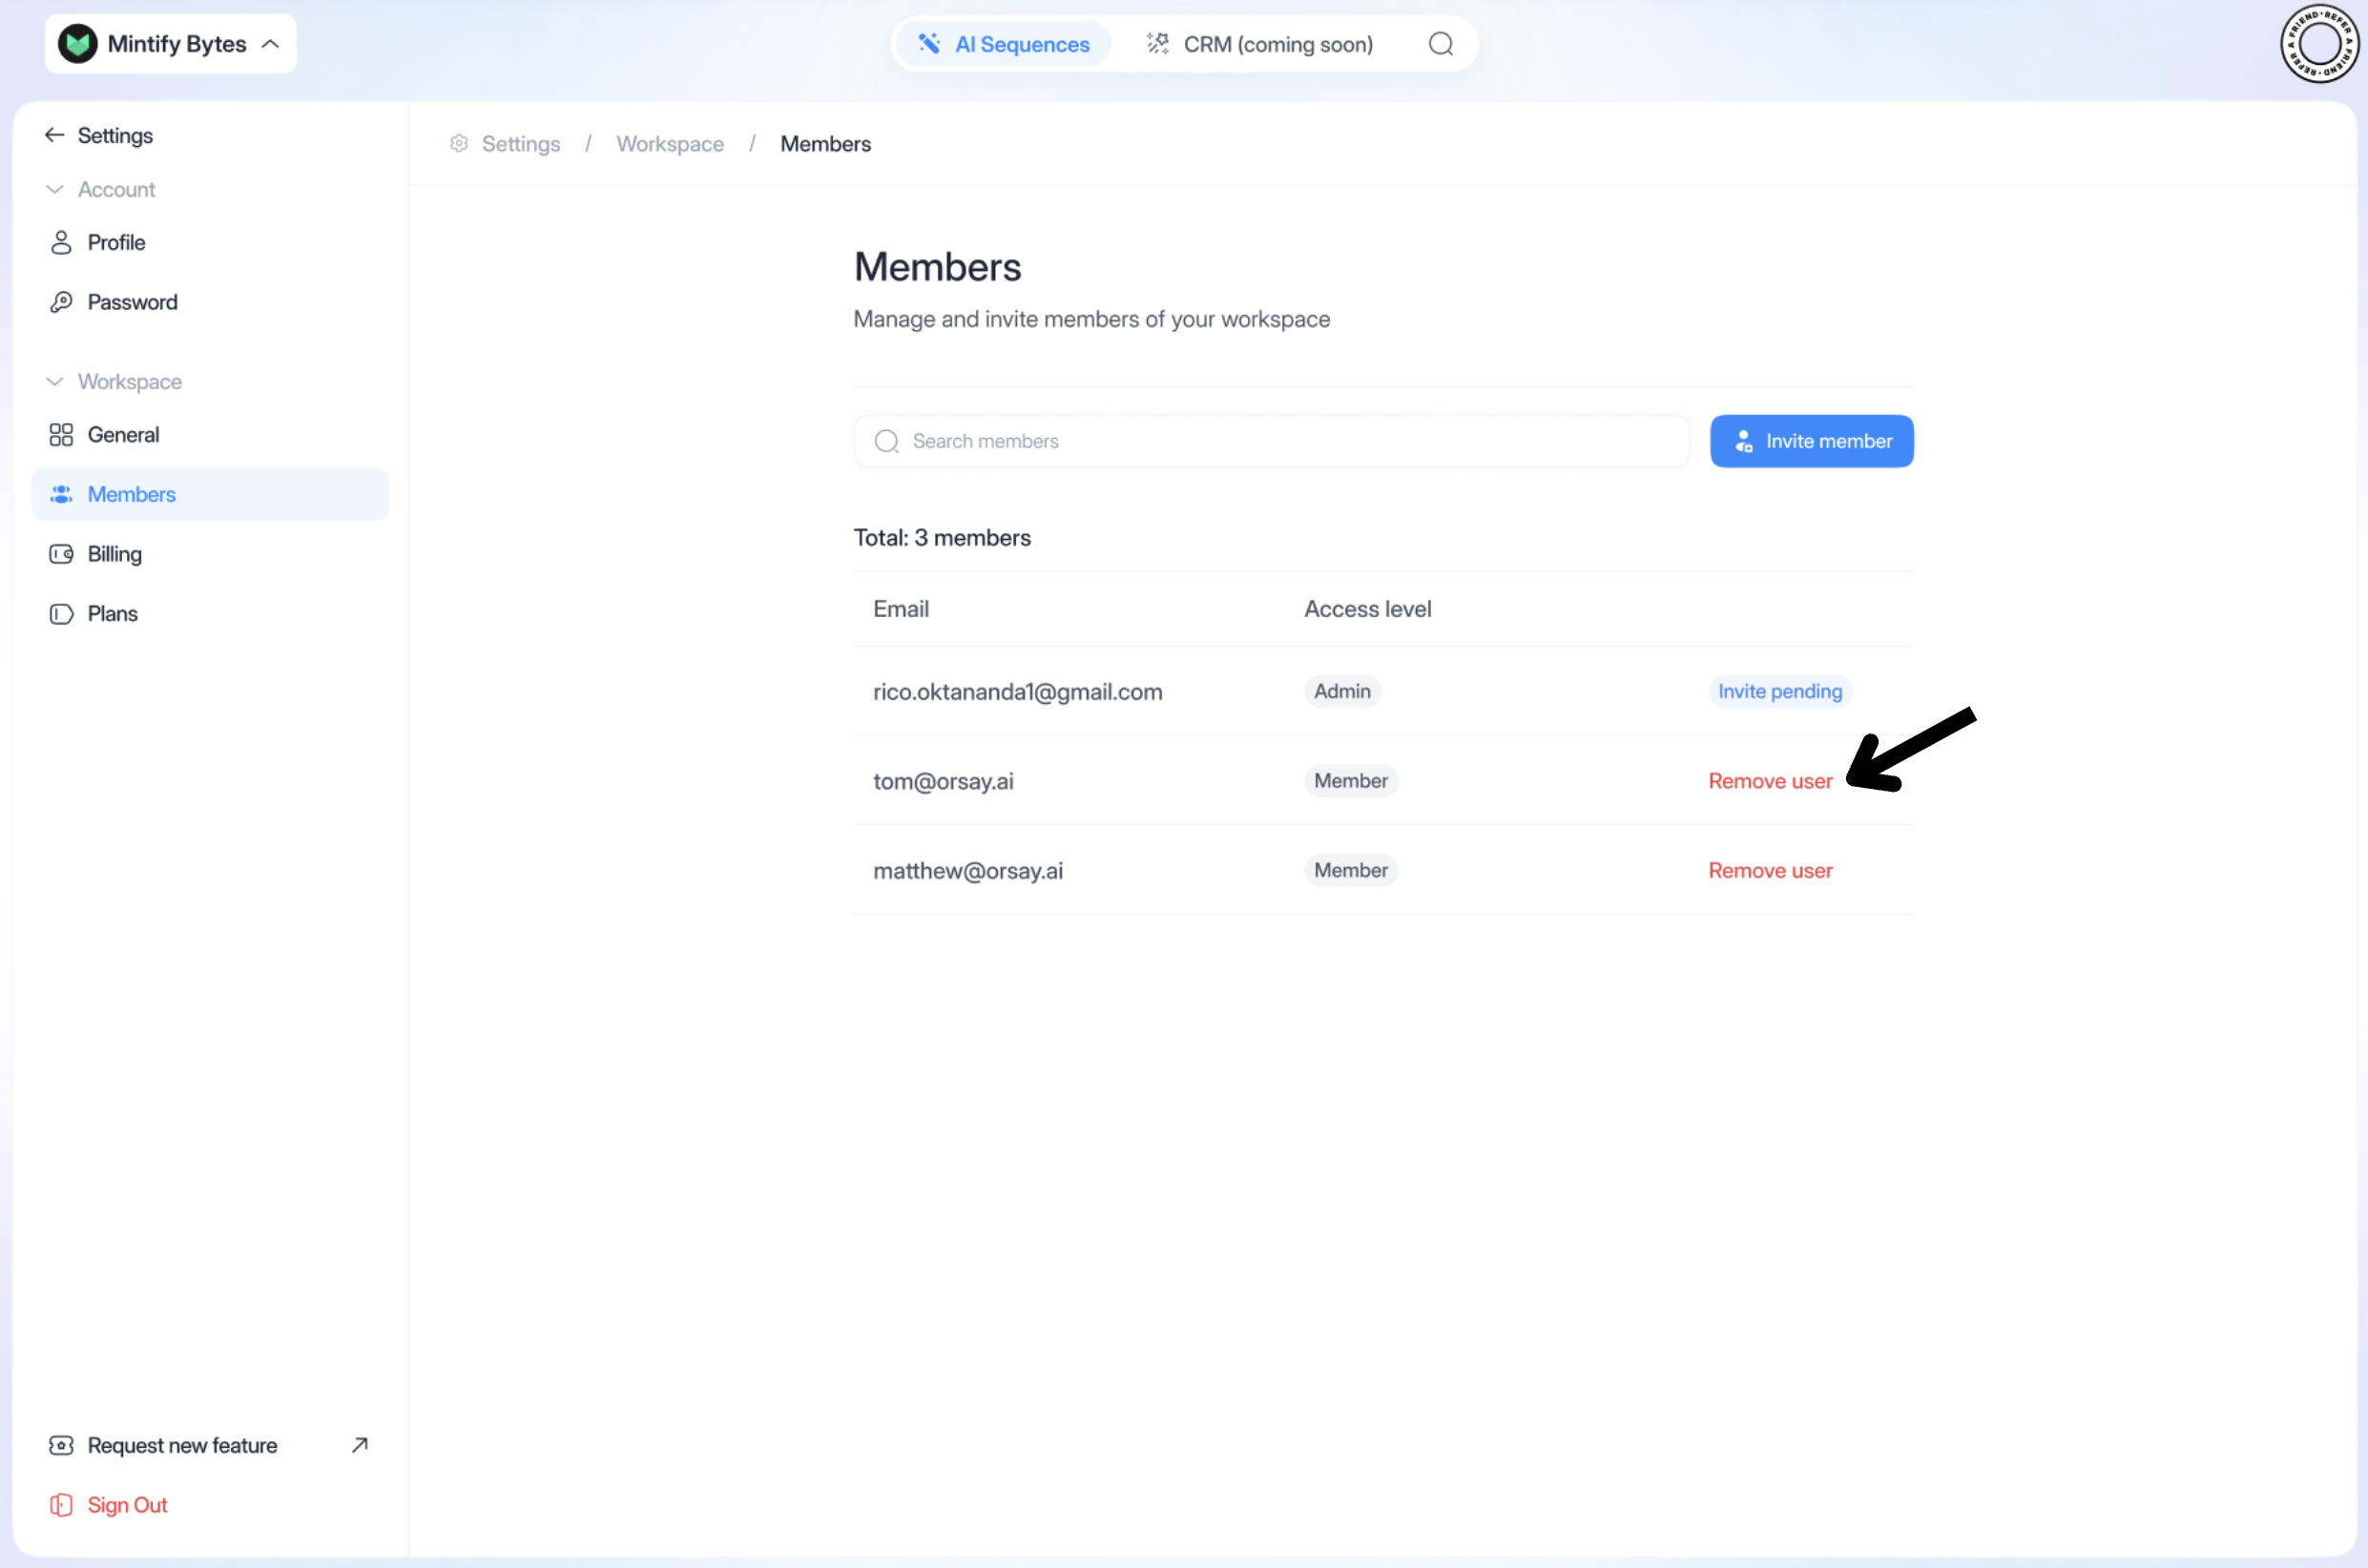 Mintify Bytes
AI Sequences
CRM (coming soon)
REFER A FRIEND • REFER A FRIEND •
Settings
Account
Profile
Password
Workspace
General
Members
Billing
Plans
Request new feature
Sign Out
Settings / Workspace / Members
Members
Manage and invite members of your workspace
Search members
Invite member
Total: 3 members
Email Access level
rico.oktananda1@gmail.com Admin Invite pending
tom@orsay.ai Member Remove user
matthew@orsay.ai Member Remove user